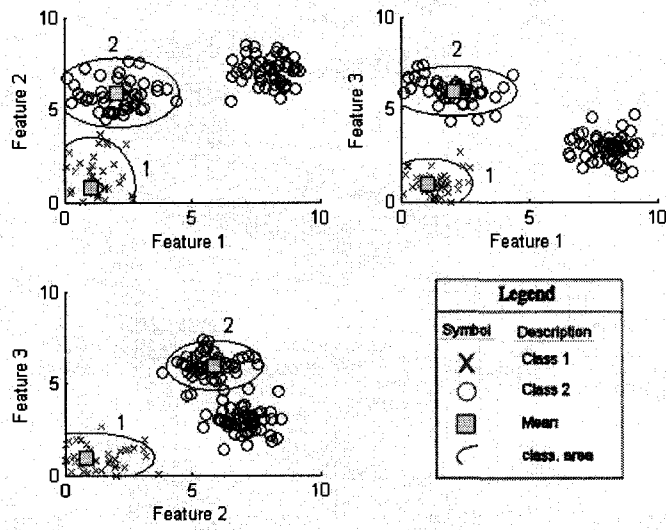 10
2
Feature 2
5
1
0
0
5
10
Feature 1
10
2
Feature 3
5
1
0
0
5
10
Feature 1
10
2
Feature 3
5
1
0
0
5
10
Feature 2
Legend
Symbol Description
Class 1
Class 2
Mean
class. area